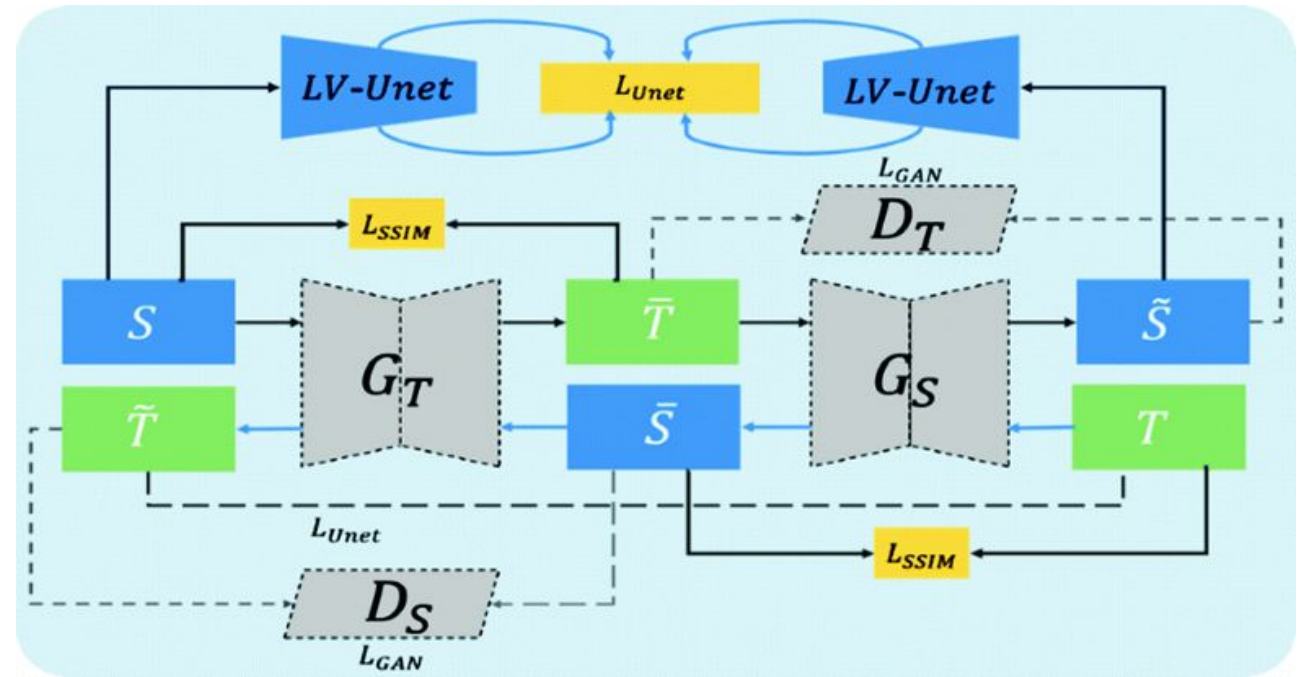 LV-Unet
L_Unet
LV-Unet
L_GAN
D_T
L_SSIM
S
G_T
T̄
G_S
S̃
T̃
S̄
T
L_Unet
L_SSIM
D_S
L_GAN